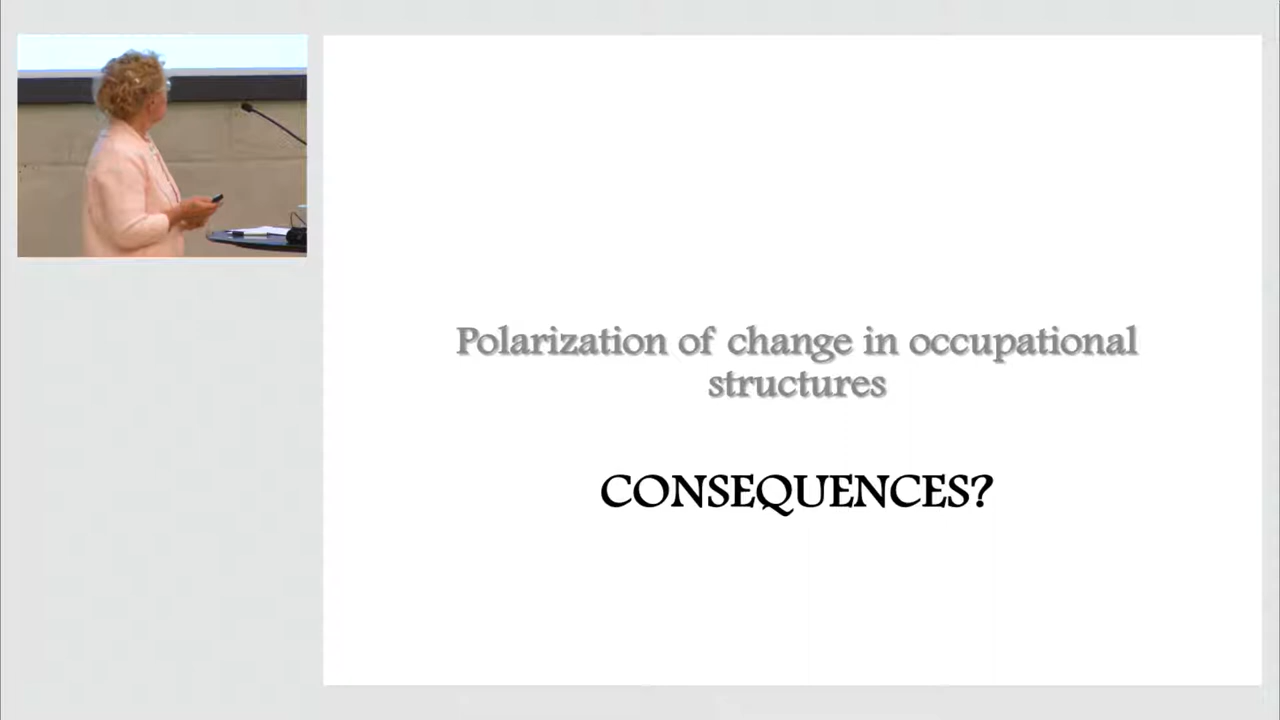 Polarization of change in occupational
structures
CONSEQUENCES?